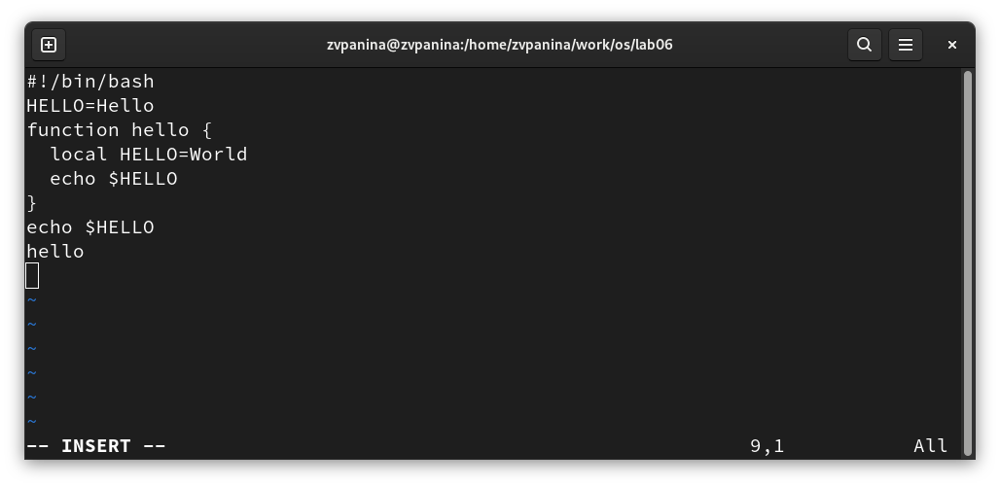 zvpanina@zvpanina:/home/zvpanina/work/os/lab06
#!/bin/bash
HELLO=Hello
function hello {
  local HELLO=World
  echo $HELLO
}
echo $HELLO
hello
~
~
~
~
~
~
-- INSERT --                    9,1           All